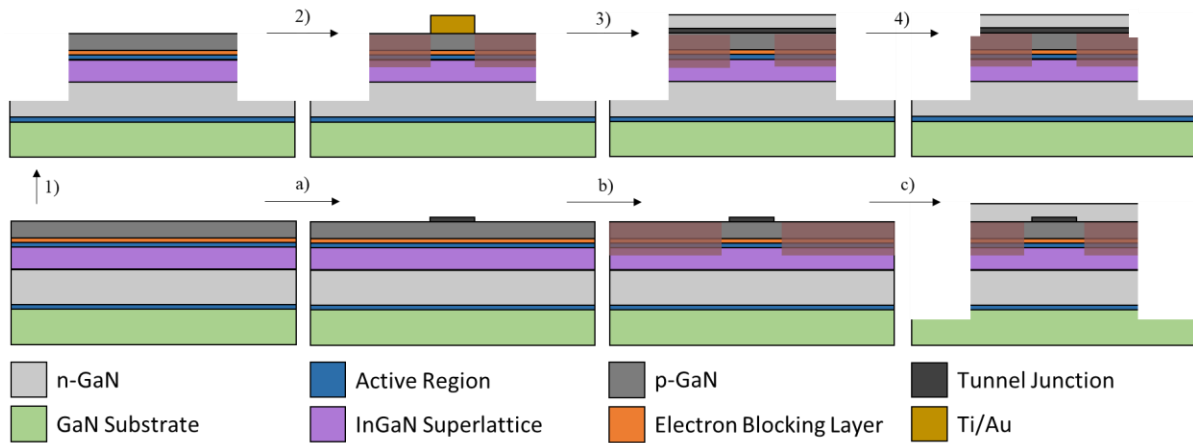 2)
3)
4)
1)
a)
b)
c)
n-GaN
Active Region
p-GaN
Tunnel Junction
GaN Substrate
InGaN Superlattice
Electron Blocking Layer
Ti/Au